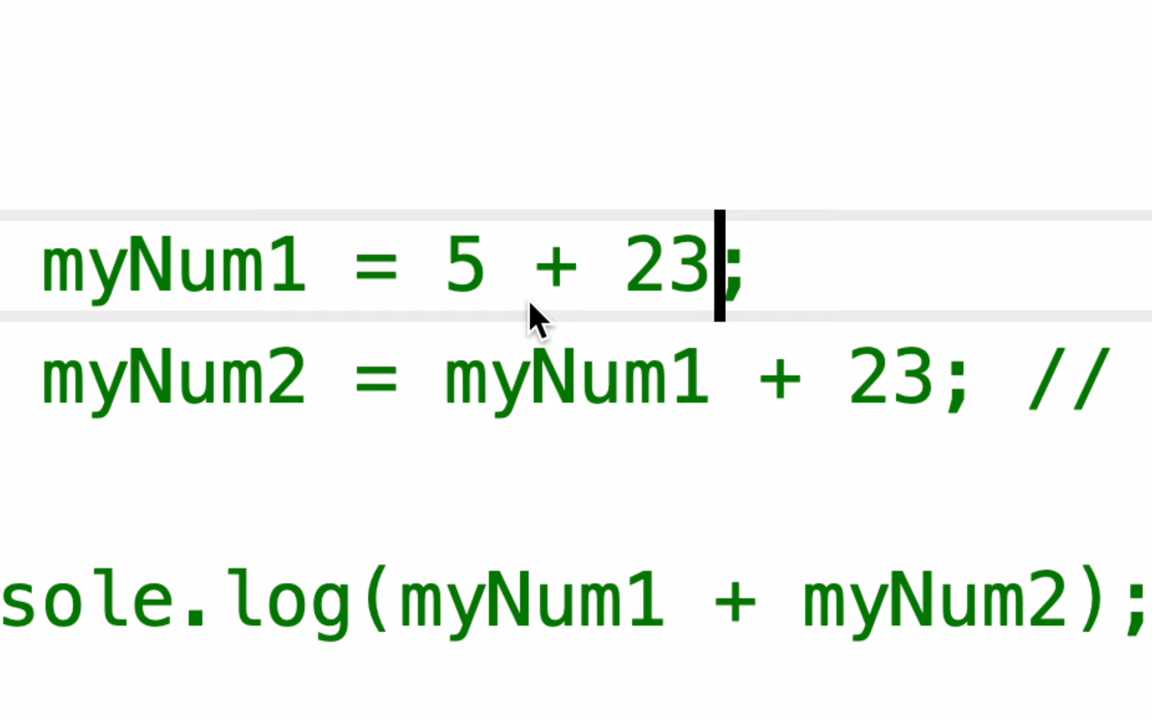 myNum1 = 5 + 23;
myNum2 = myNum1 + 23; //
sole.log(myNum1 + myNum2);